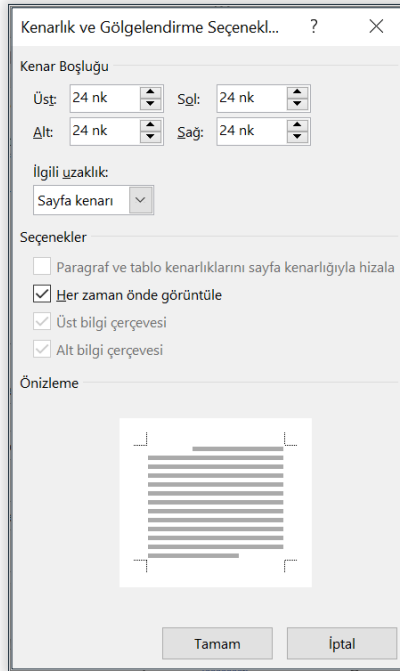 Kenarlık ve Gölgelendirme Seçenekl... ?
Kenar Boşluğu
Üst: 24 nk Sol: 24 nk
Alt: 24 nk Sağ: 24 nk
İlgili uzaklık:
Sayfa kenarı
Seçenekler
Paragraf ve tablo kenarlıklarını sayfa kenarlığıyla hizala
Her zaman önde görüntüle
Üst bilgi çerçevesi
Alt bilgi çerçevesi
Önizleme
Tamam İptal